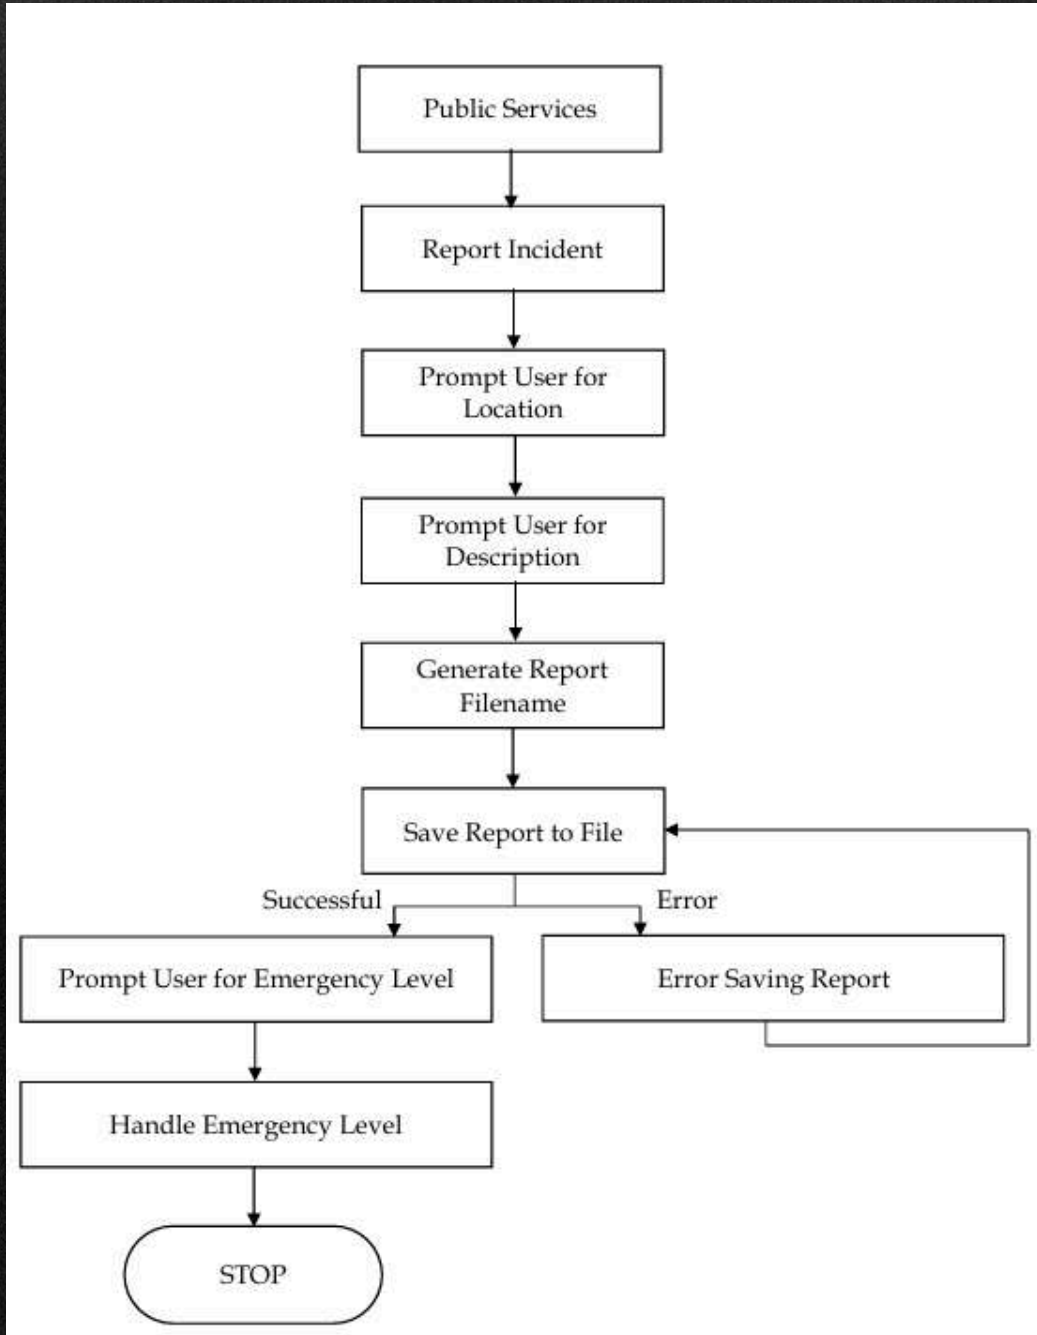 Public Services
Report Incident
Prompt User for
Location
Prompt User for
Description
Generate Report
Filename
Save Report to File
Successful
Error
Prompt User for Emergency Level
Error Saving Report
Handle Emergency Level
STOP